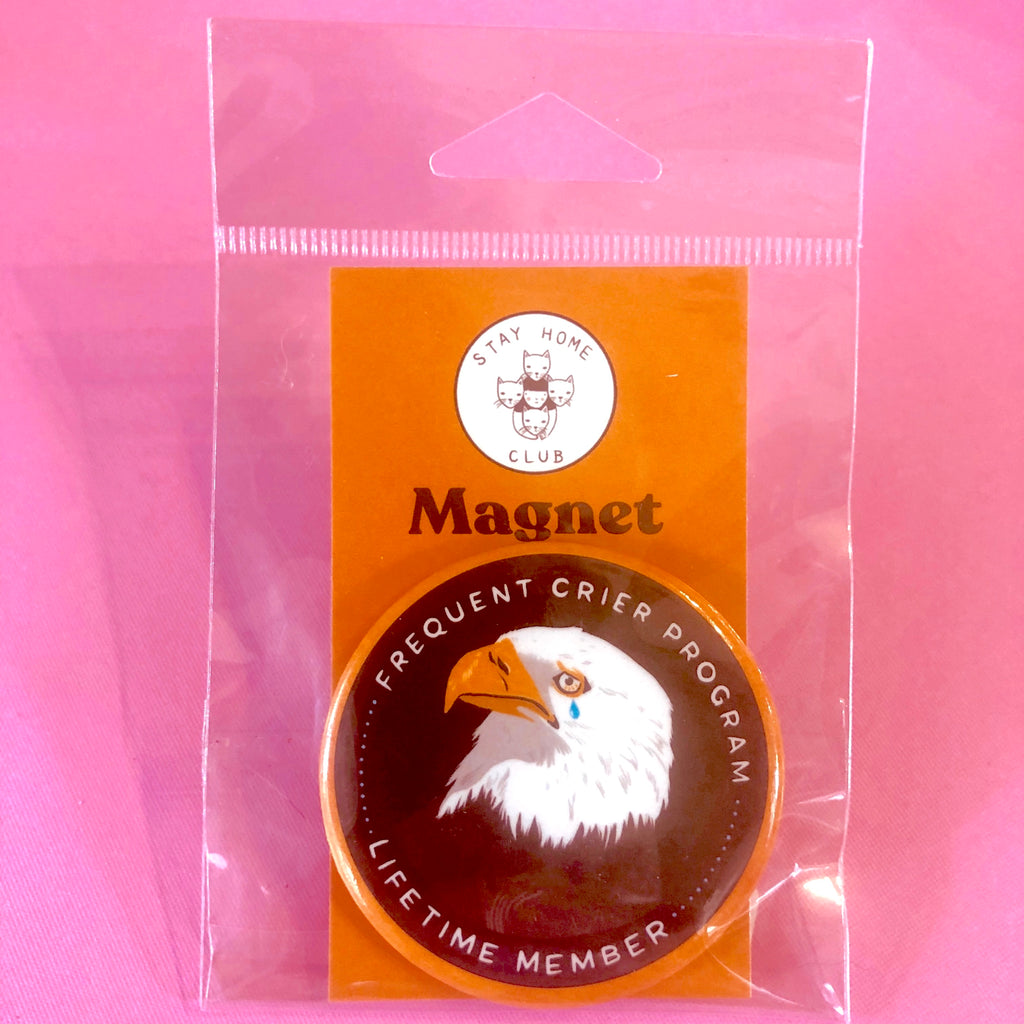 STAY HOME
CLUB
Magnet
FREQUENT CRIER PROGRAM
LIFETIME MEMBER